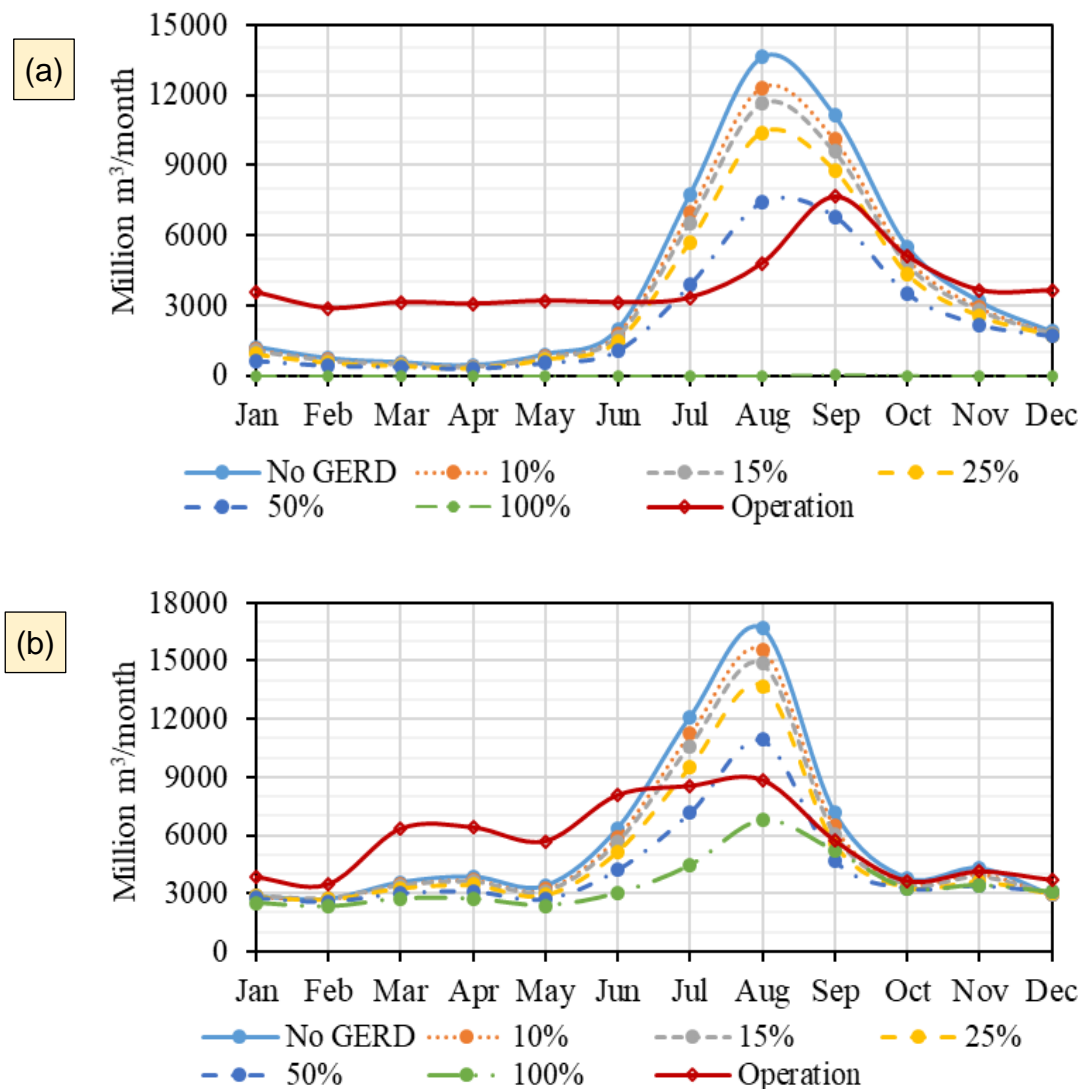 (a)
Million m³/month
15000
12000
9000
6000
3000
0
Jan Feb Mar Apr May Jun Jul Aug Sep Oct Nov Dec
No GERD 10% 15% 25%
50% 100% Operation
(b)
Million m³/month
18000
15000
12000
9000
6000
3000
0
Jan Feb Mar Apr May Jun Jul Aug Sep Oct Nov Dec
No GERD 10% 15% 25%
50% 100% Operation